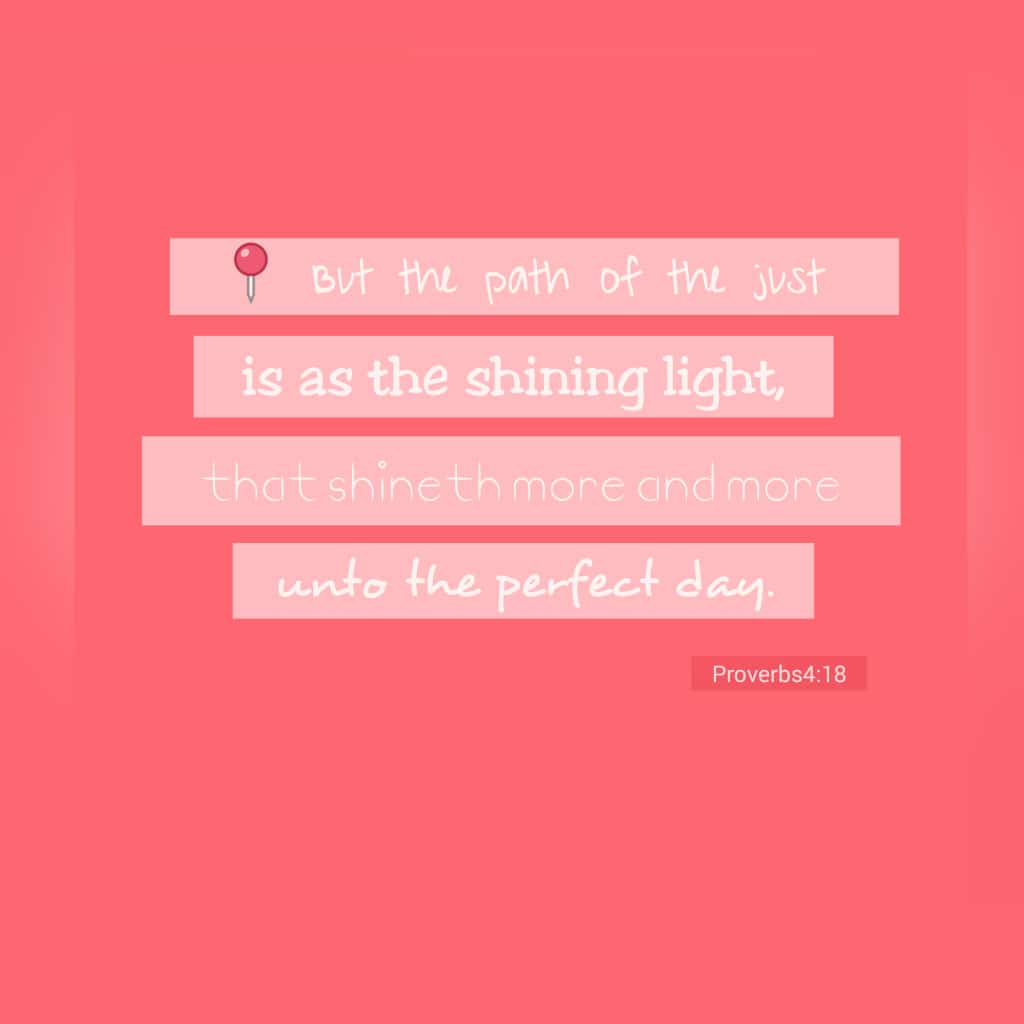 But the path of the just
is as the shining light,
that shineth more and more
unto the perfect day.
Proverbs4:18